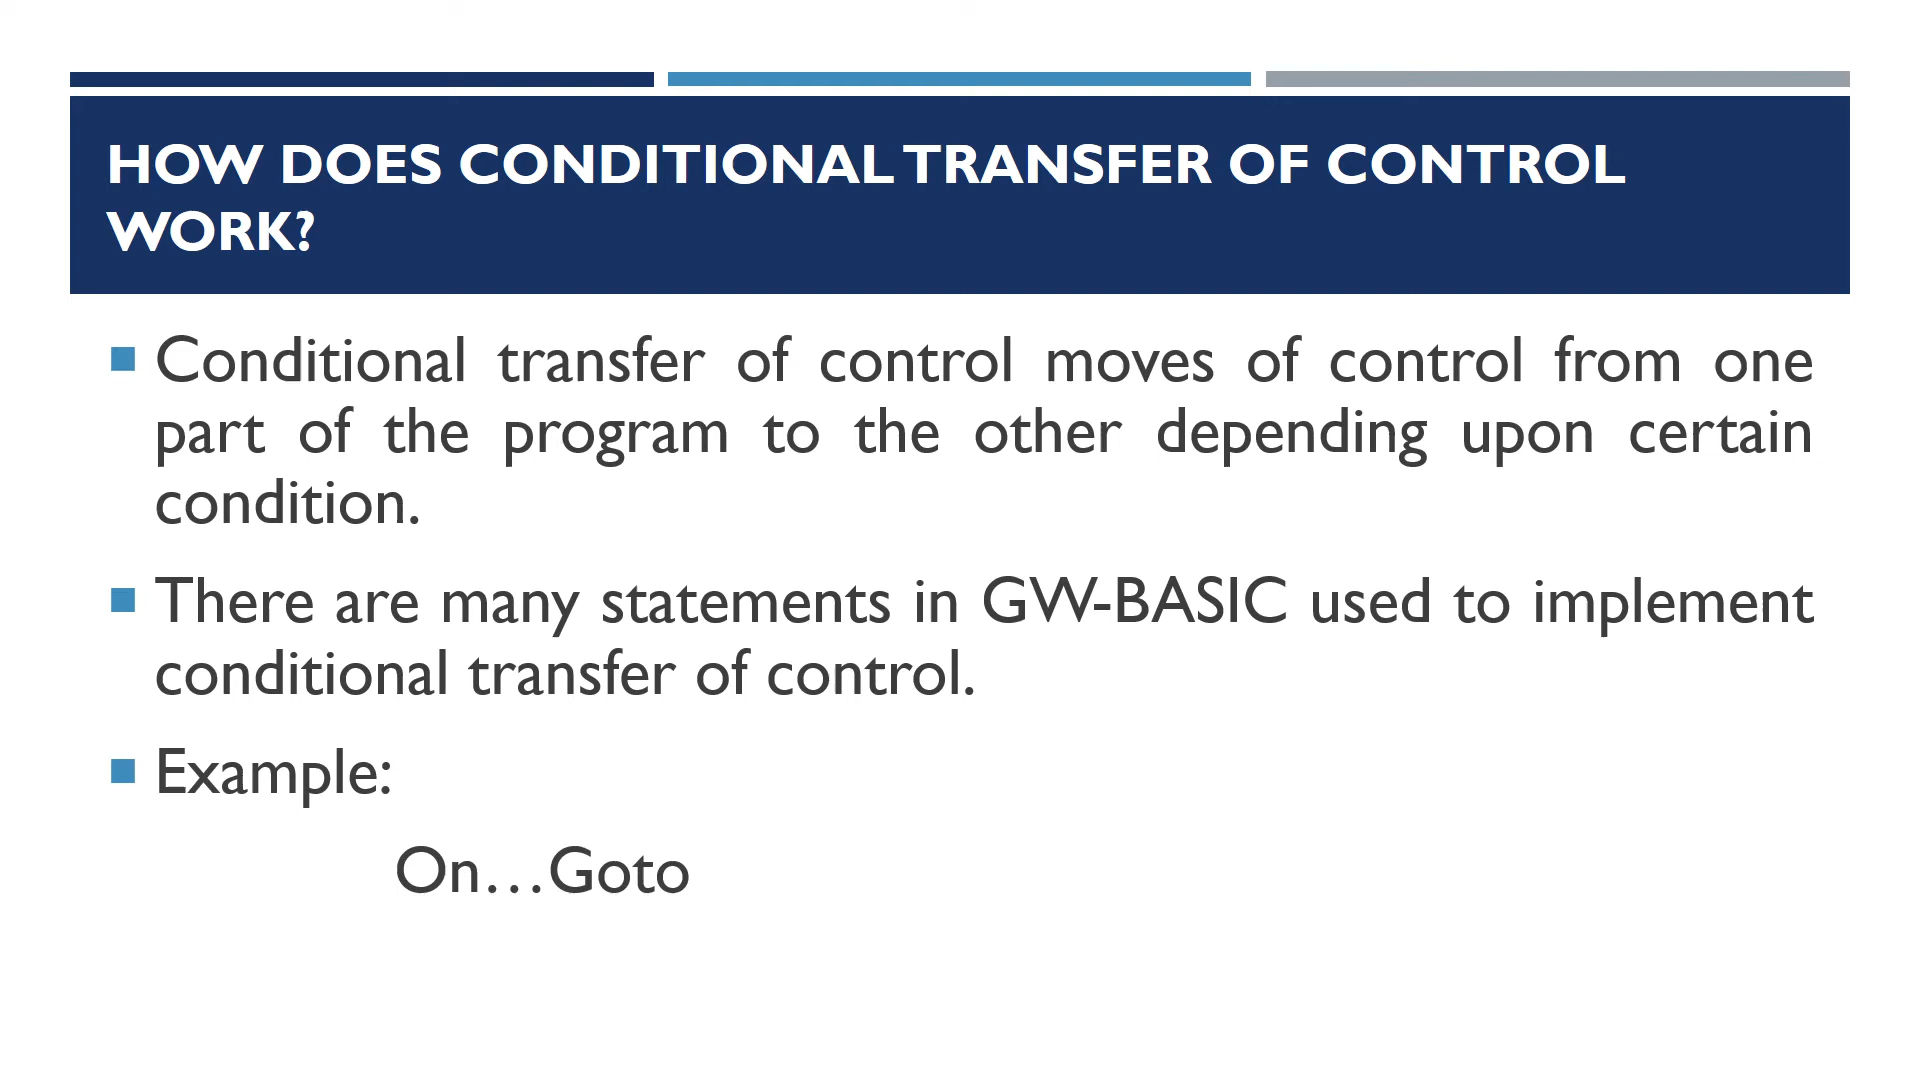 HOW DOES CONDITIONAL TRANSFER OF CONTROL
WORK?
Conditional transfer of control moves of control from one
part of the program to the other depending upon certain
condition.
There are many statements in GW-BASIC used to implement
conditional transfer of control.
Example:
On…Goto